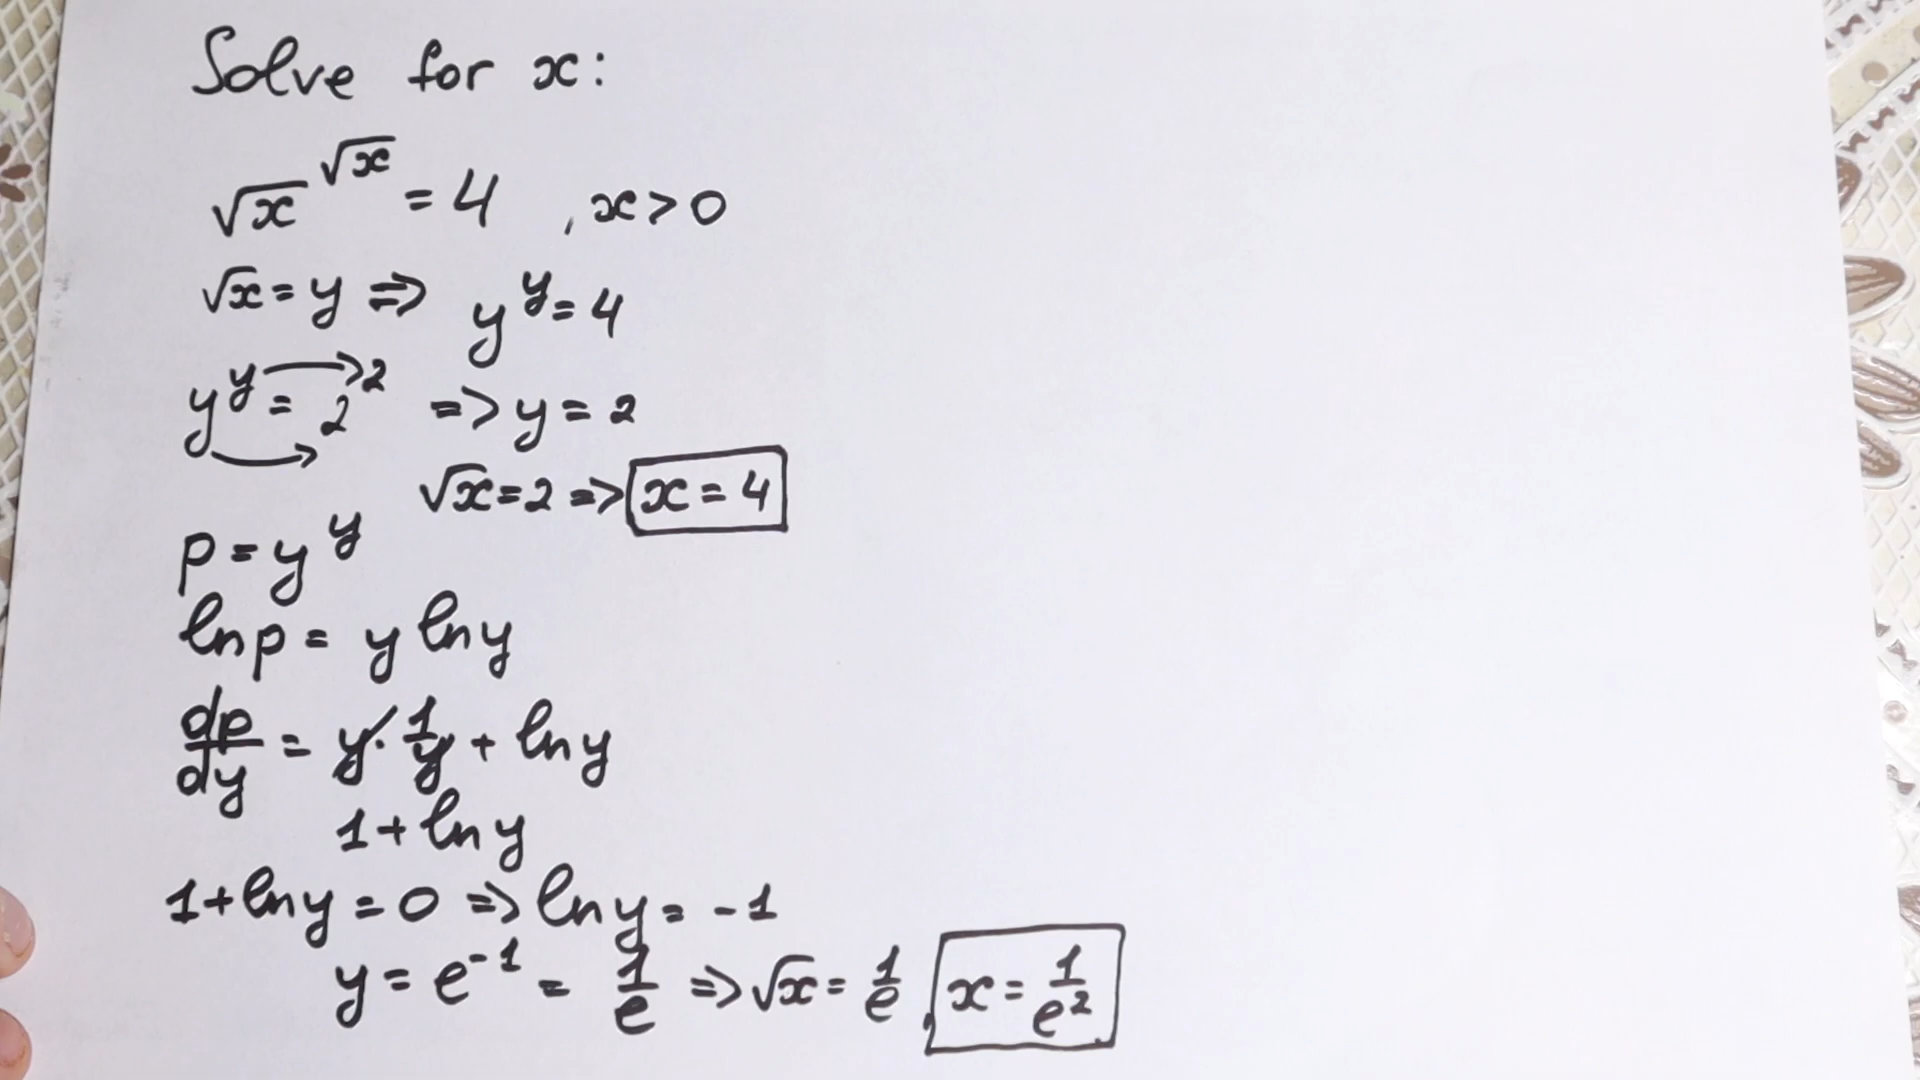 Solve for x:
√x^√x = 4 , x > 0
√x = y => y^y = 4
y^y = 2^2 => y = 2
√x = 2 => x = 4
p = y^y
ln p = y ln y
dp/dy = y · 1/y + ln y
1 + ln y
1 + ln y = 0 => ln y = -1
y = e^-1 = 1/e => √x = 1/e , x = 1/e^2